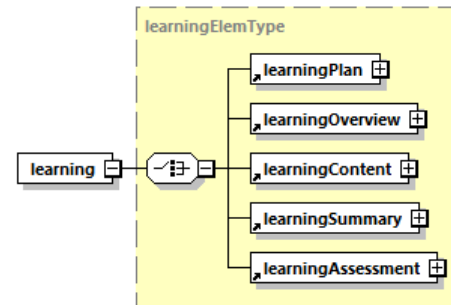 learningElemType
learningPlan
learningOverview
learning
learningContent
learningSummary
learningAssessment